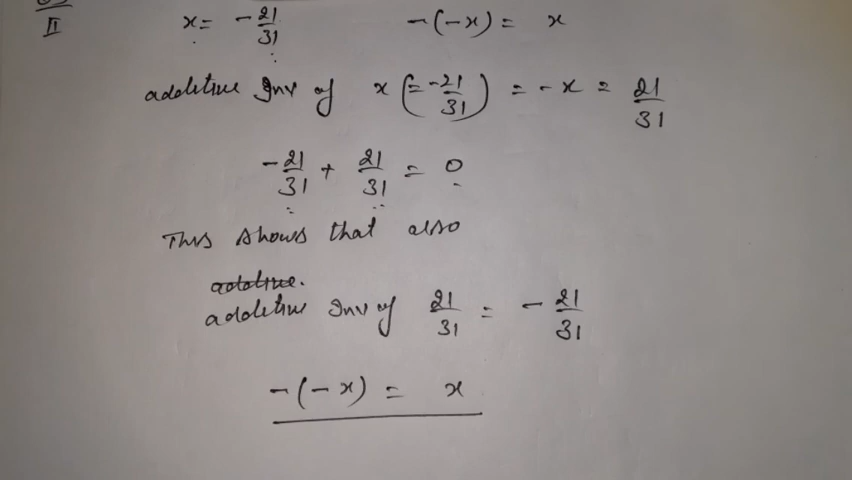 II x = -21/31 -(-x) = x
additive Inv of x (= -21/31) = -x = 21/31
-21/31 + 21/31 = 0
This shows that also
additive.
additive Inv of 21/31 = -21/31
-(-x) = x